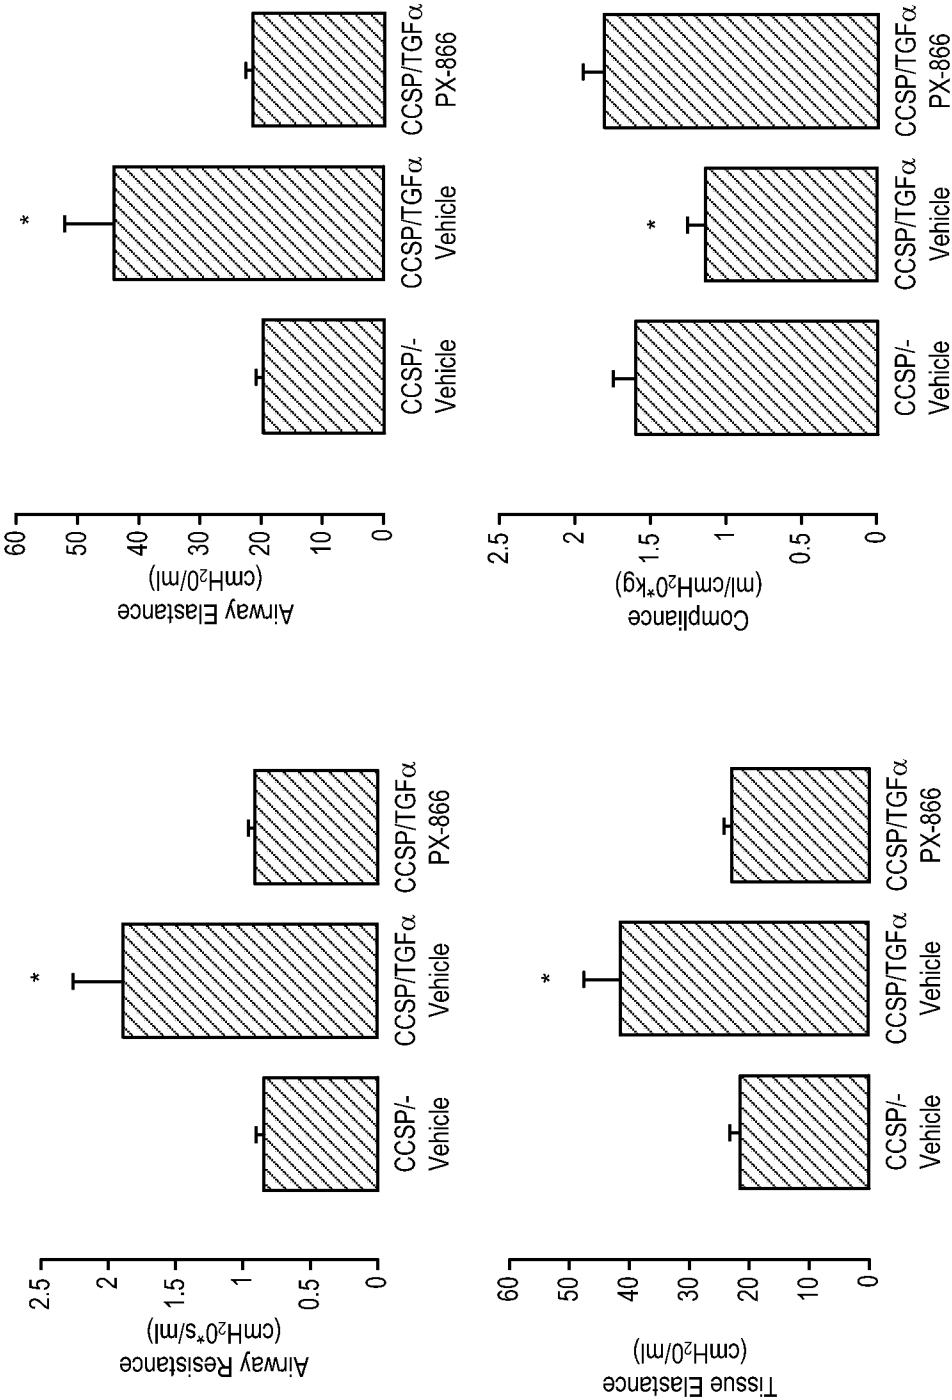 Airway Resistance
(cmH₂0*s/ml)
2.5
2
1.5
1
0.5
0
*
CCSP/-
Vehicle
CCSP/TGFα
Vehicle
CCSP/TGFα
PX-866
Airway Elastance
(cmH₂0/ml)
60
50
40
30
20
10
0
*
CCSP/-
Vehicle
CCSP/TGFα
Vehicle
CCSP/TGFα
PX-866
Tissue Elastance
(cmH₂0/ml)
60
50
40
30
20
10
0
*
CCSP/-
Vehicle
CCSP/TGFα
Vehicle
CCSP/TGFα
PX-866
Compliance
(ml/cmH₂0*kg)
2.5
2
1.5
1
0.5
0
*
CCSP/-
Vehicle
CCSP/TGFα
Vehicle
CCSP/TGFα
PX-866